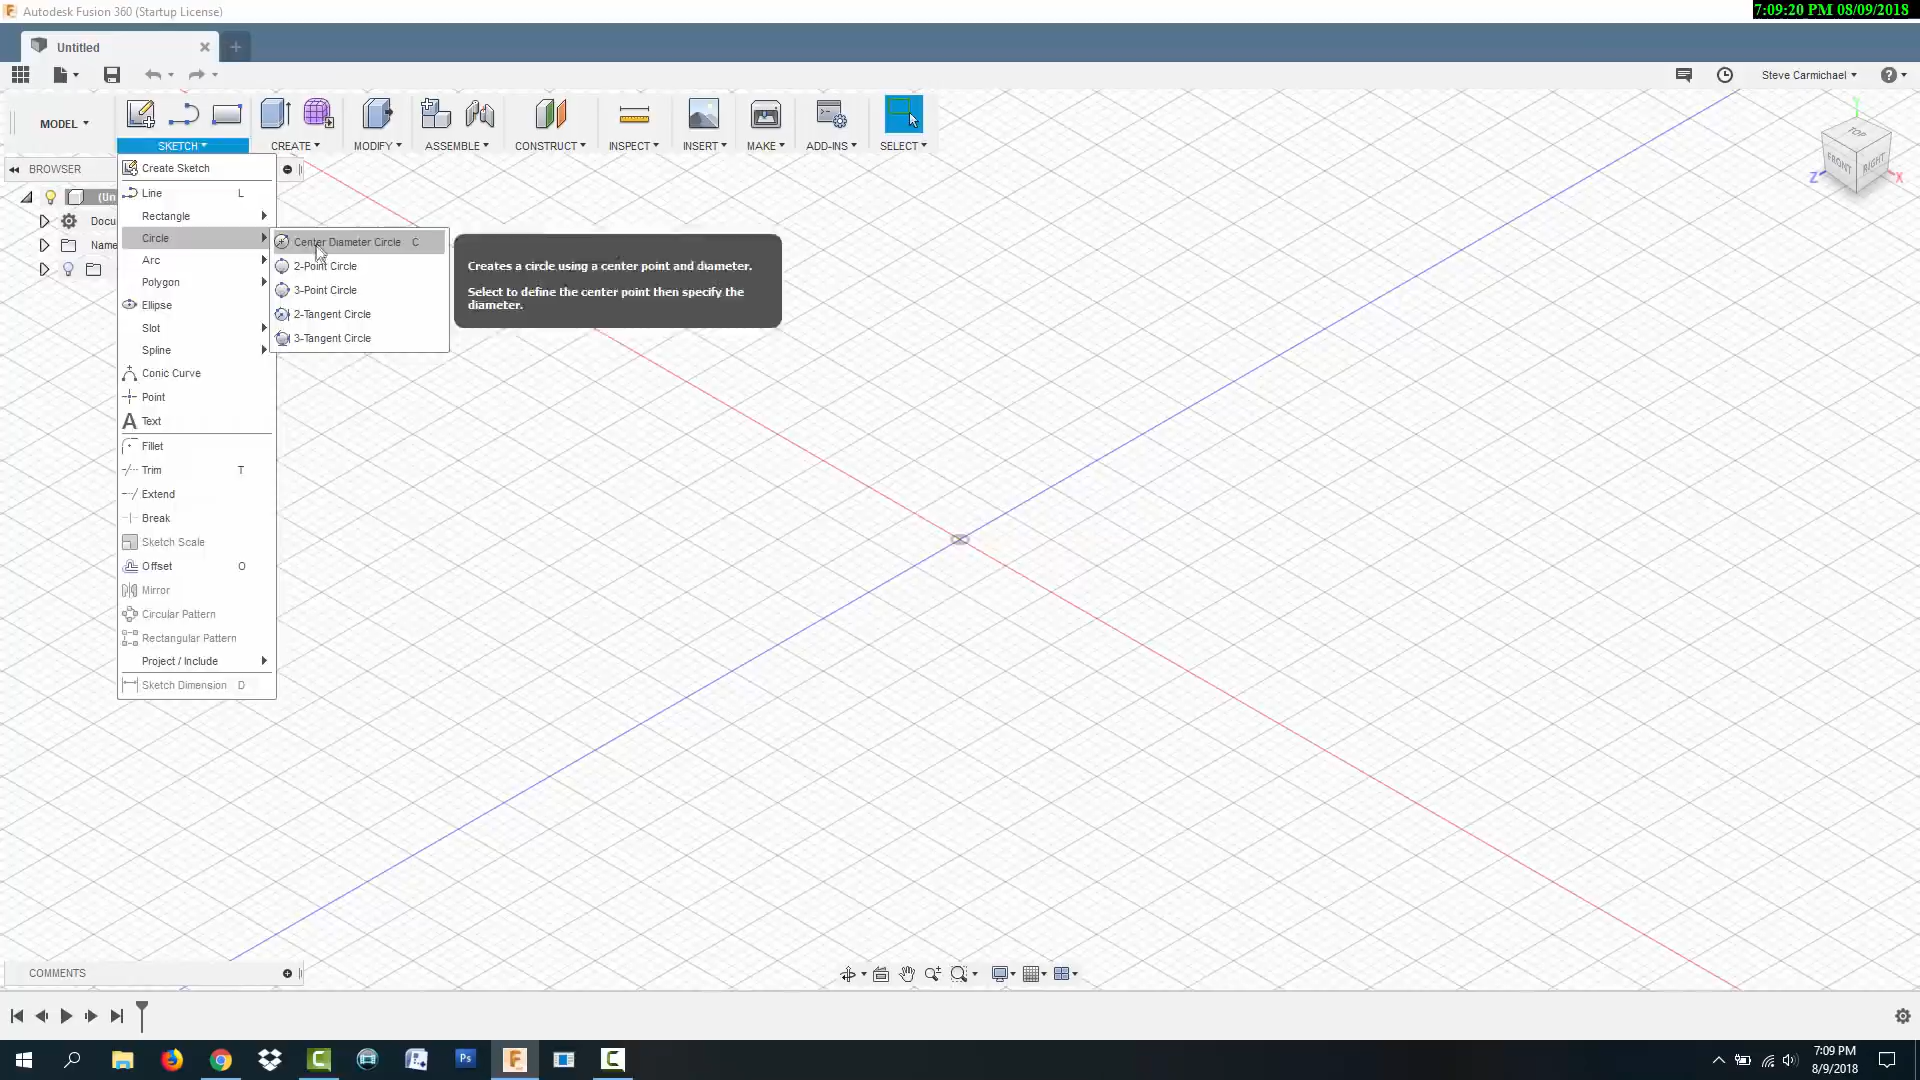 Autodesk Fusion 360 (Startup License)
7:09:20 PM 08/09/2018
Untitled
Steve Carmichael
MODEL
SKETCH
CREATE
MODIFY
ASSEMBLE
CONSTRUCT
INSPECT
INSERT
MAKE
ADD-INS
SELECT
TOP
FRONT
RIGHT
Y
Z
X
BROWSER
(Un
Docu
Name
Create Sketch
Line L
Rectangle
Circle
Arc
Polygon
Ellipse
Slot
Spline
Conic Curve
Point
A Text
Fillet
Trim T
Extend
Break
Sketch Scale
Offset O
Mirror
Circular Pattern
Rectangular Pattern
Project / Include
Sketch Dimension D
Center Diameter Circle C
2-Point Circle
3-Point Circle
2-Tangent Circle
3-Tangent Circle
Creates a circle using a center point and diameter.
Select to define the center point then specify the
diameter.
COMMENTS
Ps
7:09 PM
8/9/2018